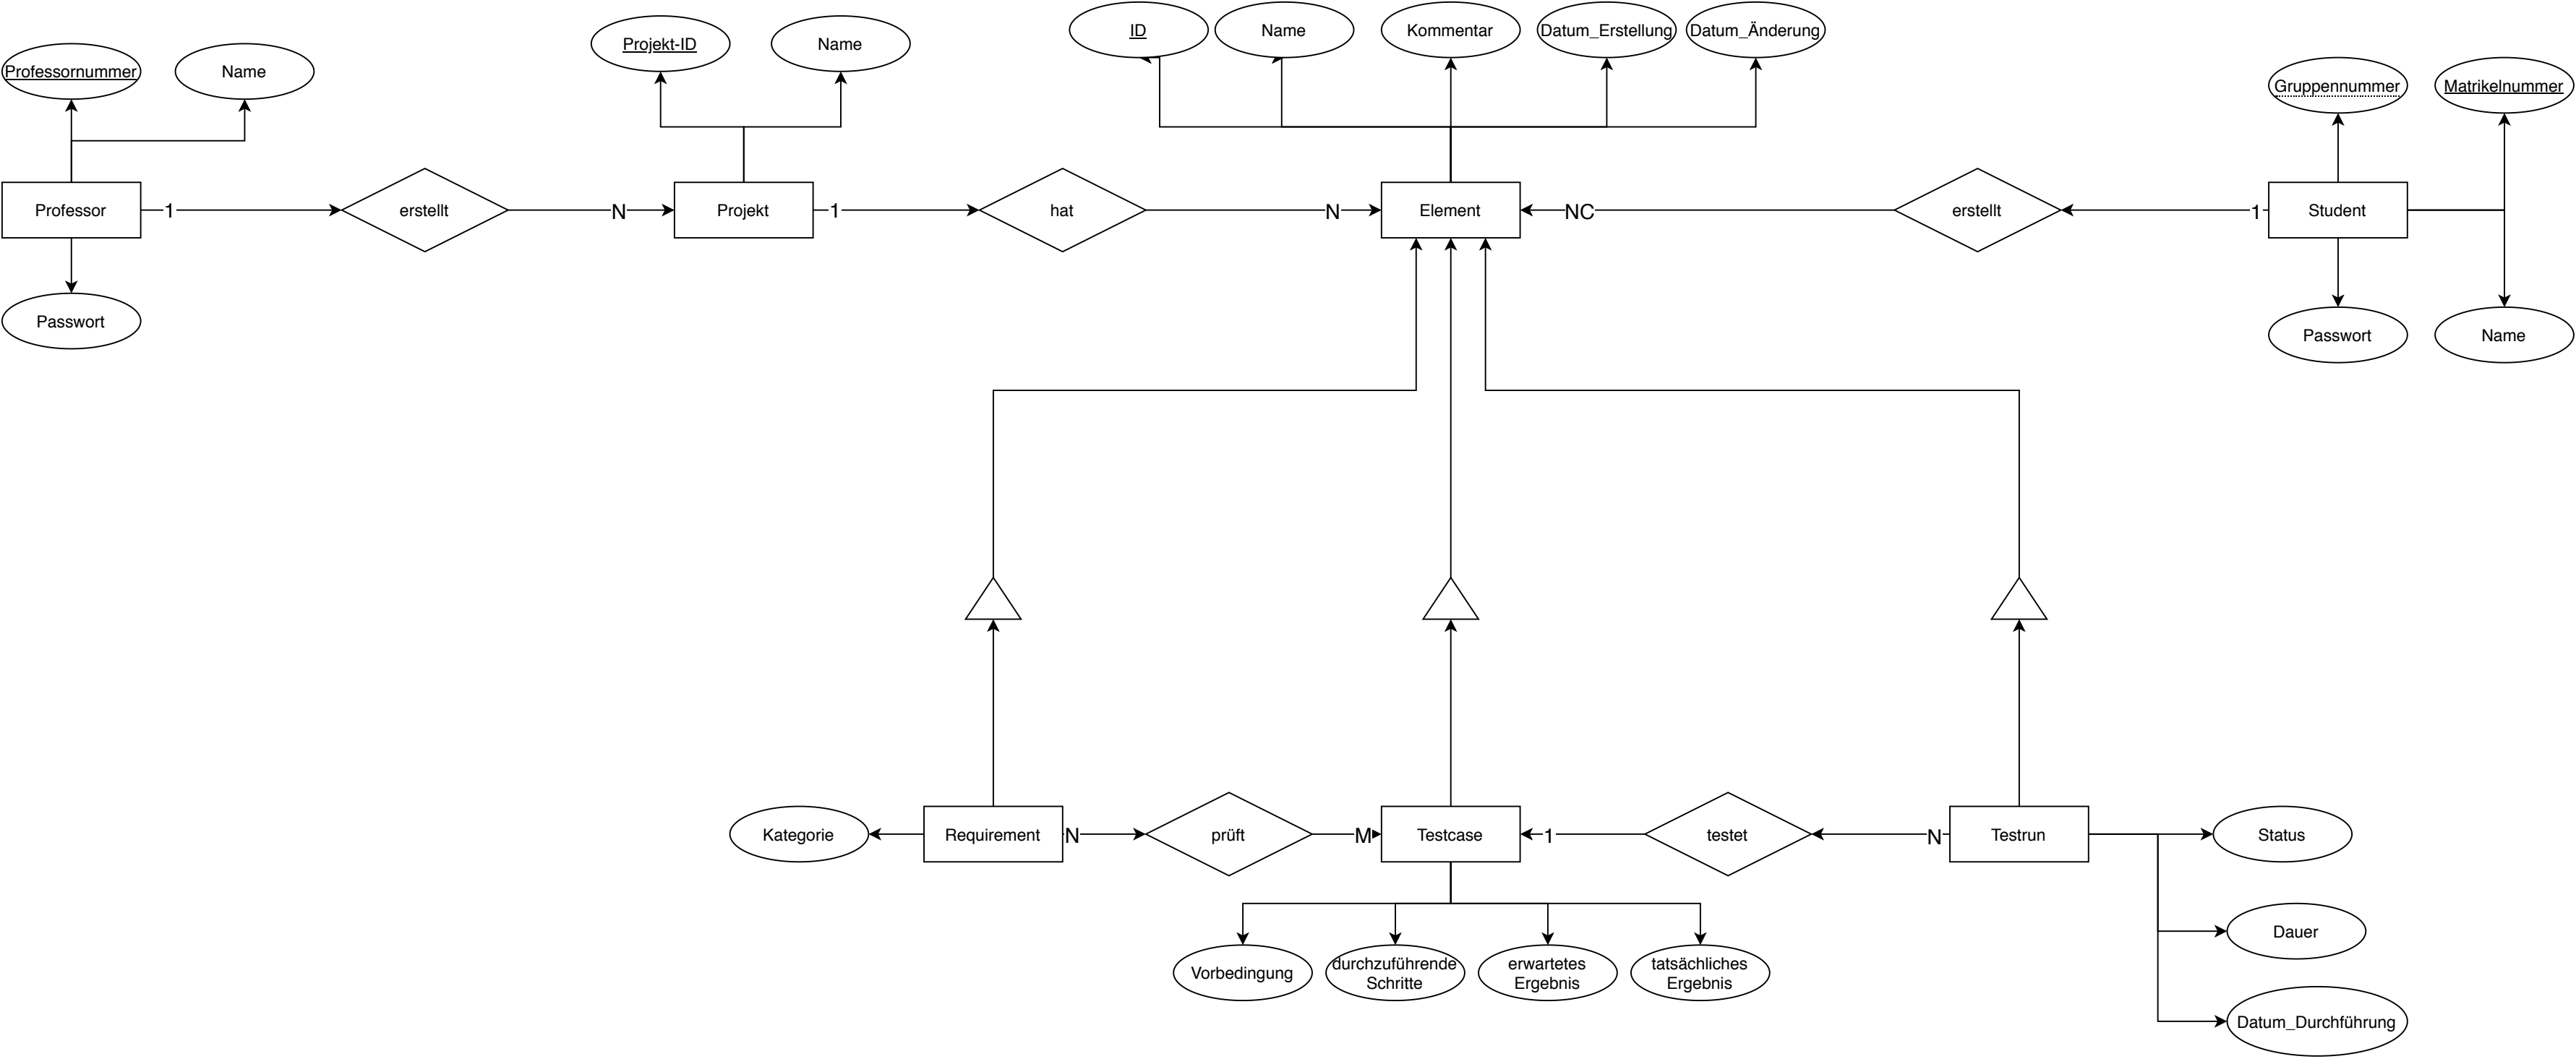 ID
Name
Kommentar
Datum_Erstellung
Datum_Änderung
Projekt-ID
Name
Professornummer
Name
Gruppennummer
Matrikelnummer
Professor
1
erstellt
N
Projekt
1
hat
N
Element
NC
erstellt
1
Student
Passwort
Passwort
Name
Kategorie
Requirement
N
prüft
M
Testcase
1
testet
N
Testrun
Status
Dauer
Vorbedingung
durchzuführende
Schritte
erwartetes
Ergebnis
tatsächliches
Ergebnis
Datum_Durchführung